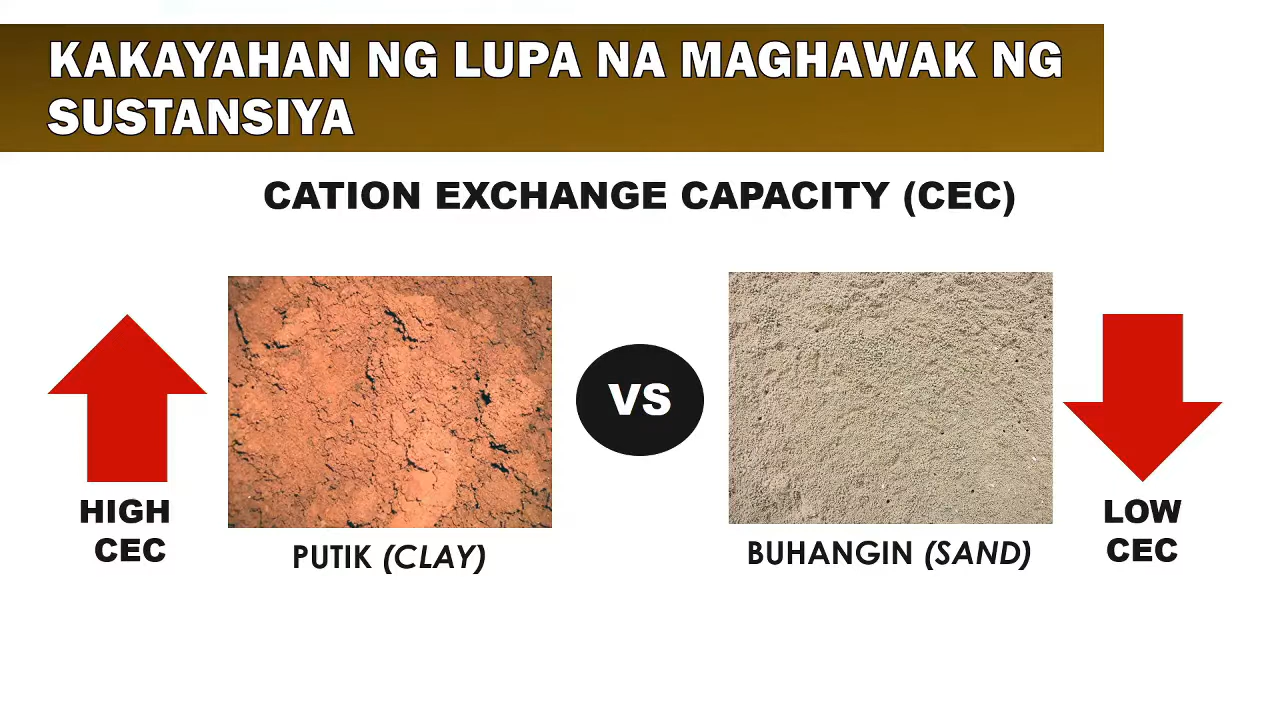 KAKAYAHAN NG LUPA NA MAGHAWAK NG
SUSTANSIYA
CATION EXCHANGE CAPACITY (CEC)
HIGH
CEC
PUTIK (CLAY)
VS
BUHANGIN (SAND)
LOW
CEC